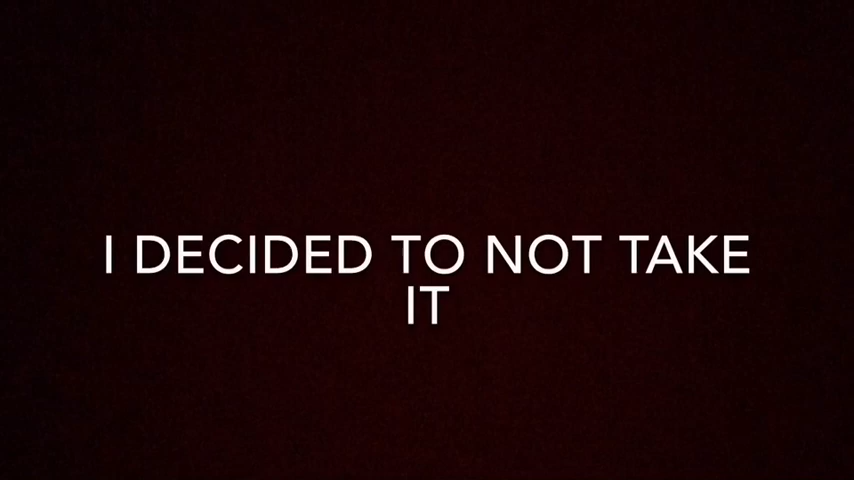 I DECIDED TO NOT TAKE
IT